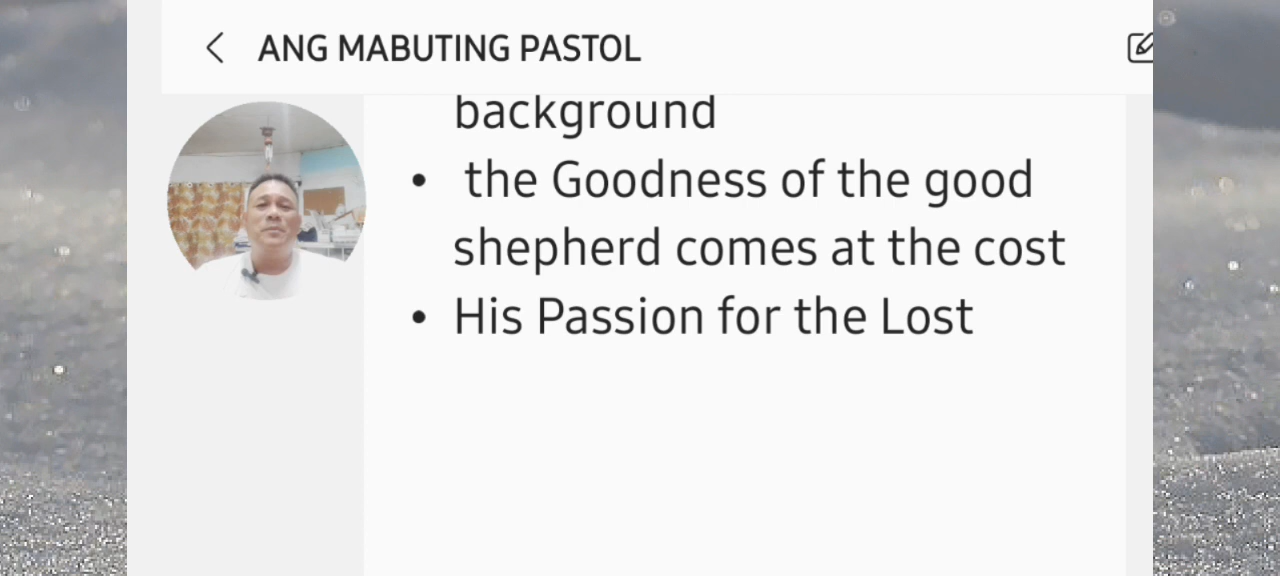 ANG MABUTING PASTOL
background
• the Goodness of the good
shepherd comes at the cost
• His Passion for the Lost